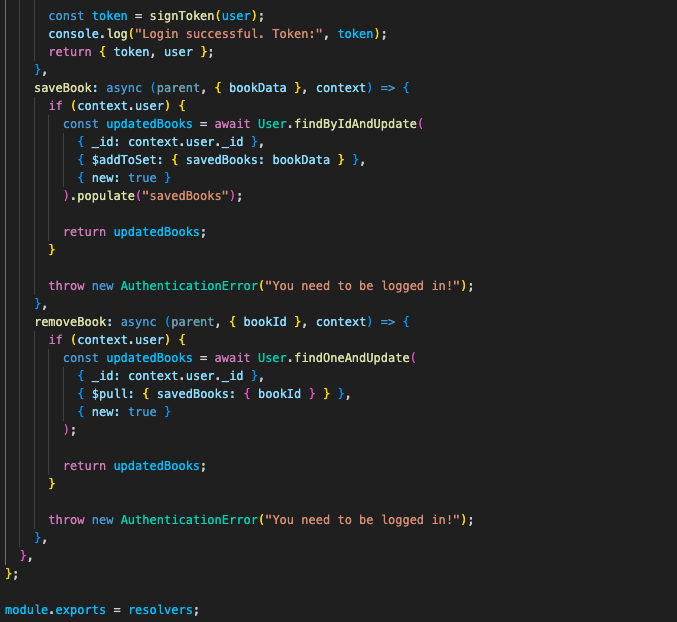 const token = signToken(user);
console.log("Login successful. Token:", token);
return { token, user };
},
saveBook: async (parent, { bookData }, context) => {
if (context.user) {
const updatedBooks = await User.findByIdAndUpdate(
{ _id: context.user._id },
{ $addToSet: { savedBooks: bookData } },
{ new: true }
).populate("savedBooks");
return updatedBooks;
}
throw new AuthenticationError("You need to be logged in!");
},
removeBook: async (parent, { bookId }, context) => {
if (context.user) {
const updatedBooks = await User.findOneAndUpdate(
{ _id: context.user._id },
{ $pull: { savedBooks: { bookId } } },
{ new: true }
);
return updatedBooks;
}
throw new AuthenticationError("You need to be logged in!");
},
},
};
module.exports = resolvers;